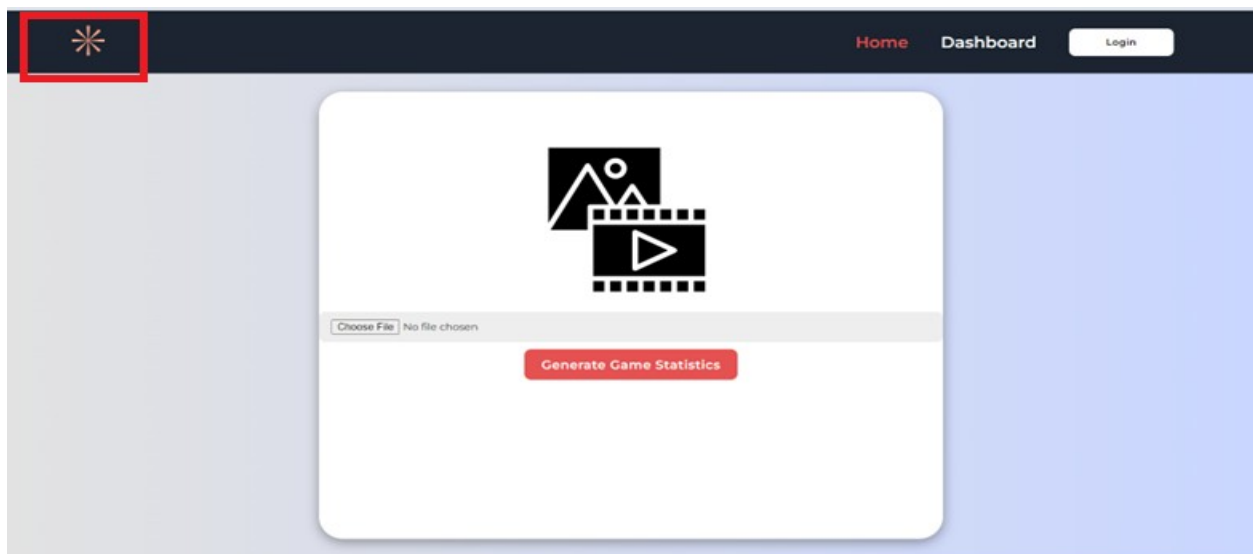 Home Dashboard Login
Choose File No file chosen
Generate Game Statistics